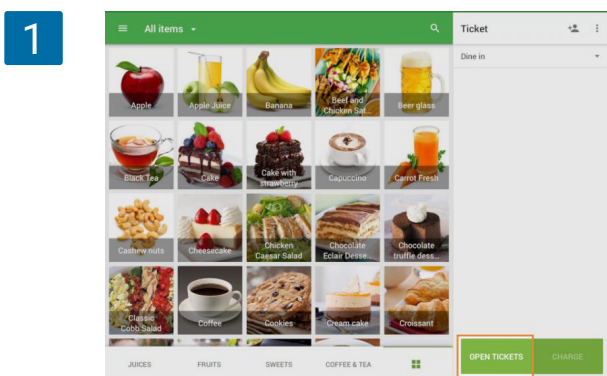 1
All items
Ticket
Dine in
Apple
Apple Juice
Banana
Beef and
Chicken Sat...
Beer glass
Black Tea
Cake
Cake with
strawberry
Capuccino
Carrot Fresh
Cashew nuts
Cheesecake
Chicken
Caesar Salad
Chocolate
Eclair Desse...
Chocolate
truffle dess...
Classic
Cobb Salad
Coffee
Cookies
Cream cake
Croissant
JUICES
FRUITS
SWEETS
COFFEE & TEA
OPEN TICKETS
CHARGE